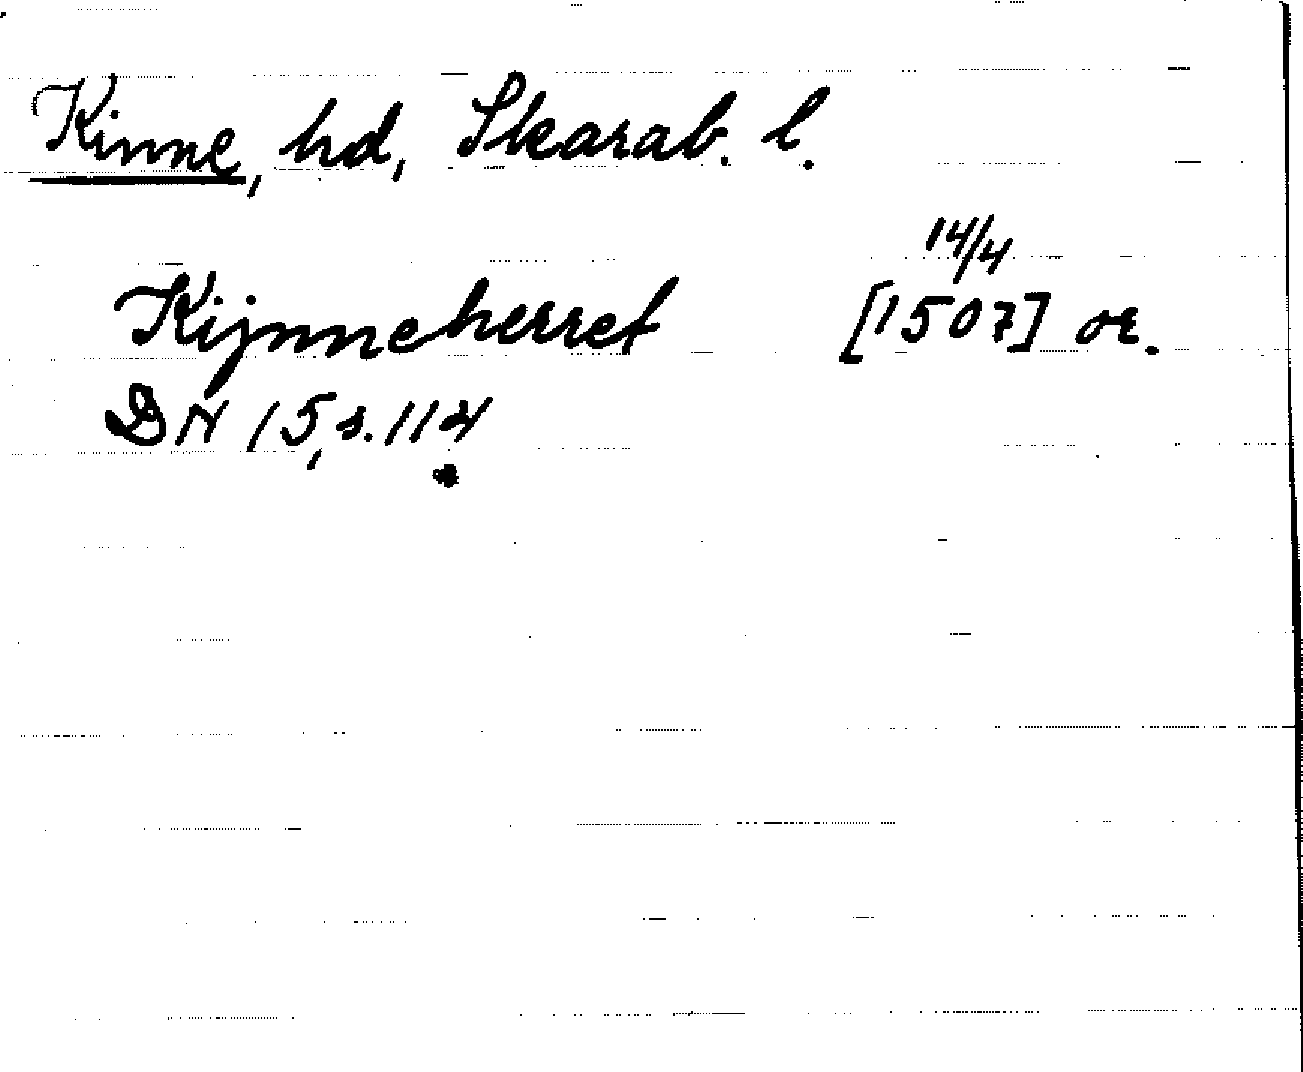 Kinne, hd, Skarab. l.
Kijnneherret [1507] 14/4 or.
DN 15, s. 114